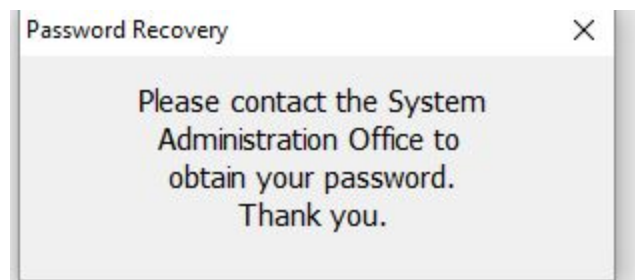 Password Recovery
Please contact the System
Administration Office to
obtain your password.
Thank you.